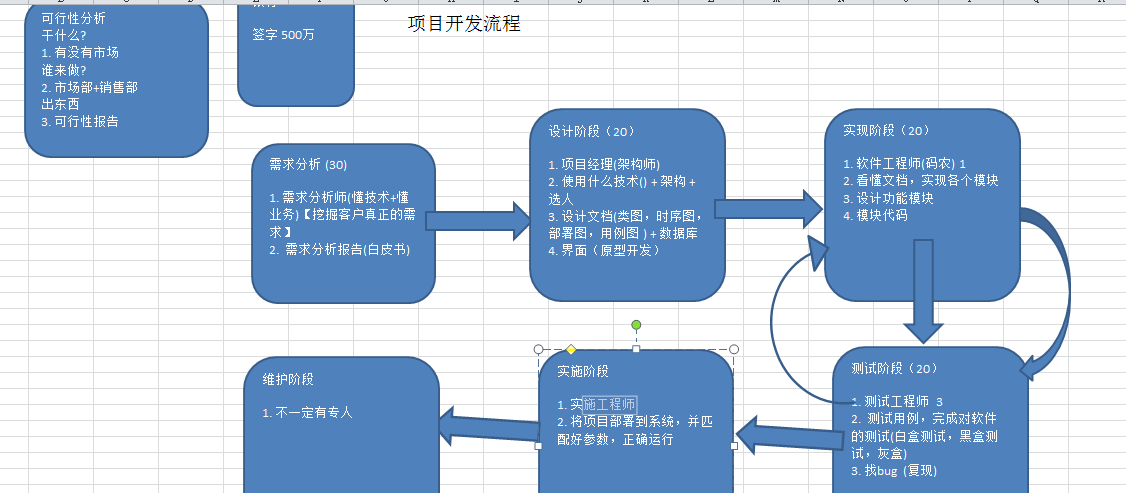 项目开发流程
可行性分析
干什么?
1. 有没有市场
谁来做?
2. 市场部+销售部
出东西
3. 可行性报告
签字 500万
需求分析 (30)
1. 需求分析师(懂技术+懂
业务)【挖掘客户真正的需
求】
2. 需求分析报告(白皮书)
设计阶段（20）
1. 项目经理(架构师)
2. 使用什么技术() + 架构 +
选人
3. 设计文档(类图，时序图，
部署图，用例图 ) + 数据库
4. 界面（原型开发）
实现阶段（20）
1. 软件工程师(码农) 1
2. 看懂文档，实现各个模块
3. 设计功能模块
4. 模块代码
测试阶段（20）
1. 测试工程师 3
2. 测试用例，完成对软件
的测试(白盒测试，黑盒测
试，灰盒)
3. 找bug (复现)
实施阶段
1. 实施工程师
2. 将项目部署到系统，并匹
配好参数，正确运行
维护阶段
1. 不一定有专人